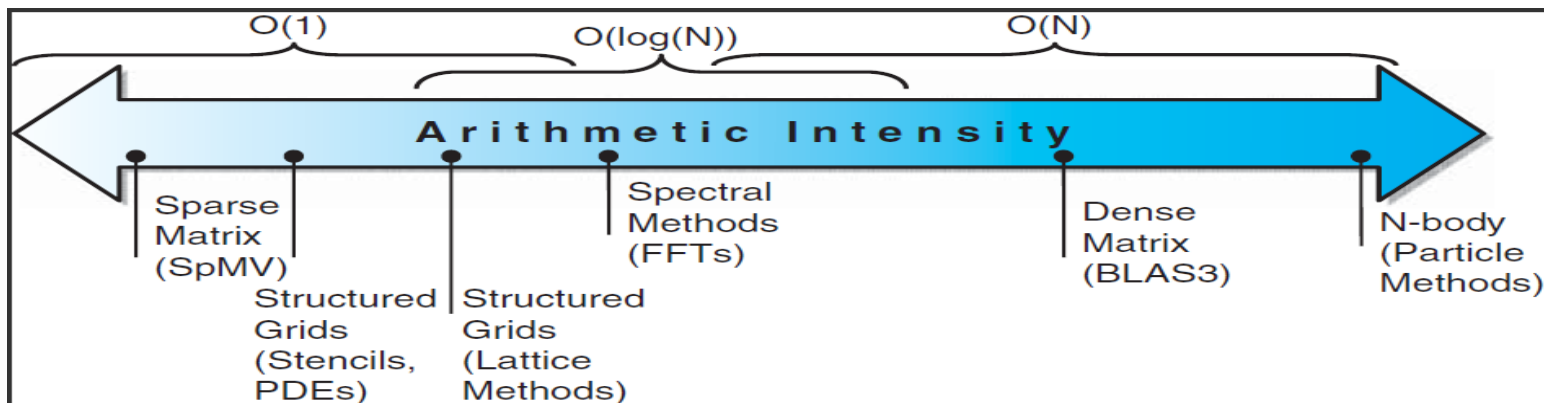 O(1)
O(log(N))
O(N)
Arithmetic Intensity
Sparse
Matrix
(SpMV)
Structured
Grids
(Stencils,
PDEs)
Structured
Grids
(Lattice
Methods)
Spectral
Methods
(FFTs)
Dense
Matrix
(BLAS3)
N-body
(Particle
Methods)